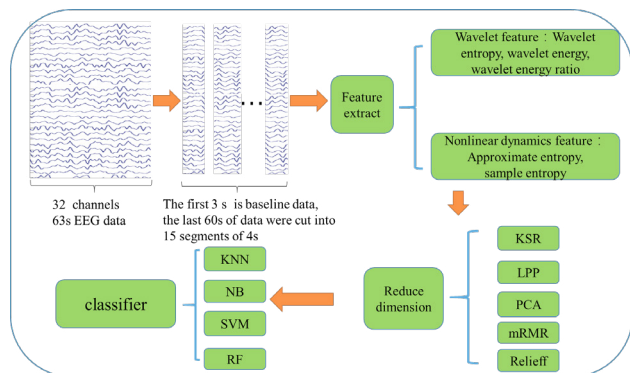 Wavelet feature：Wavelet
entropy, wavelet energy,
wavelet energy ratio
Feature
extract
Nonlinear dynamics feature：
Approximate entropy,
sample entropy
32 channels
63s EEG data
The first 3 s is baseline data,
the last 60s of data were cut into
15 segments of 4s
KSR
LPP
PCA
mRMR
Relieff
Reduce
dimension
KNN
NB
SVM
RF
classifier